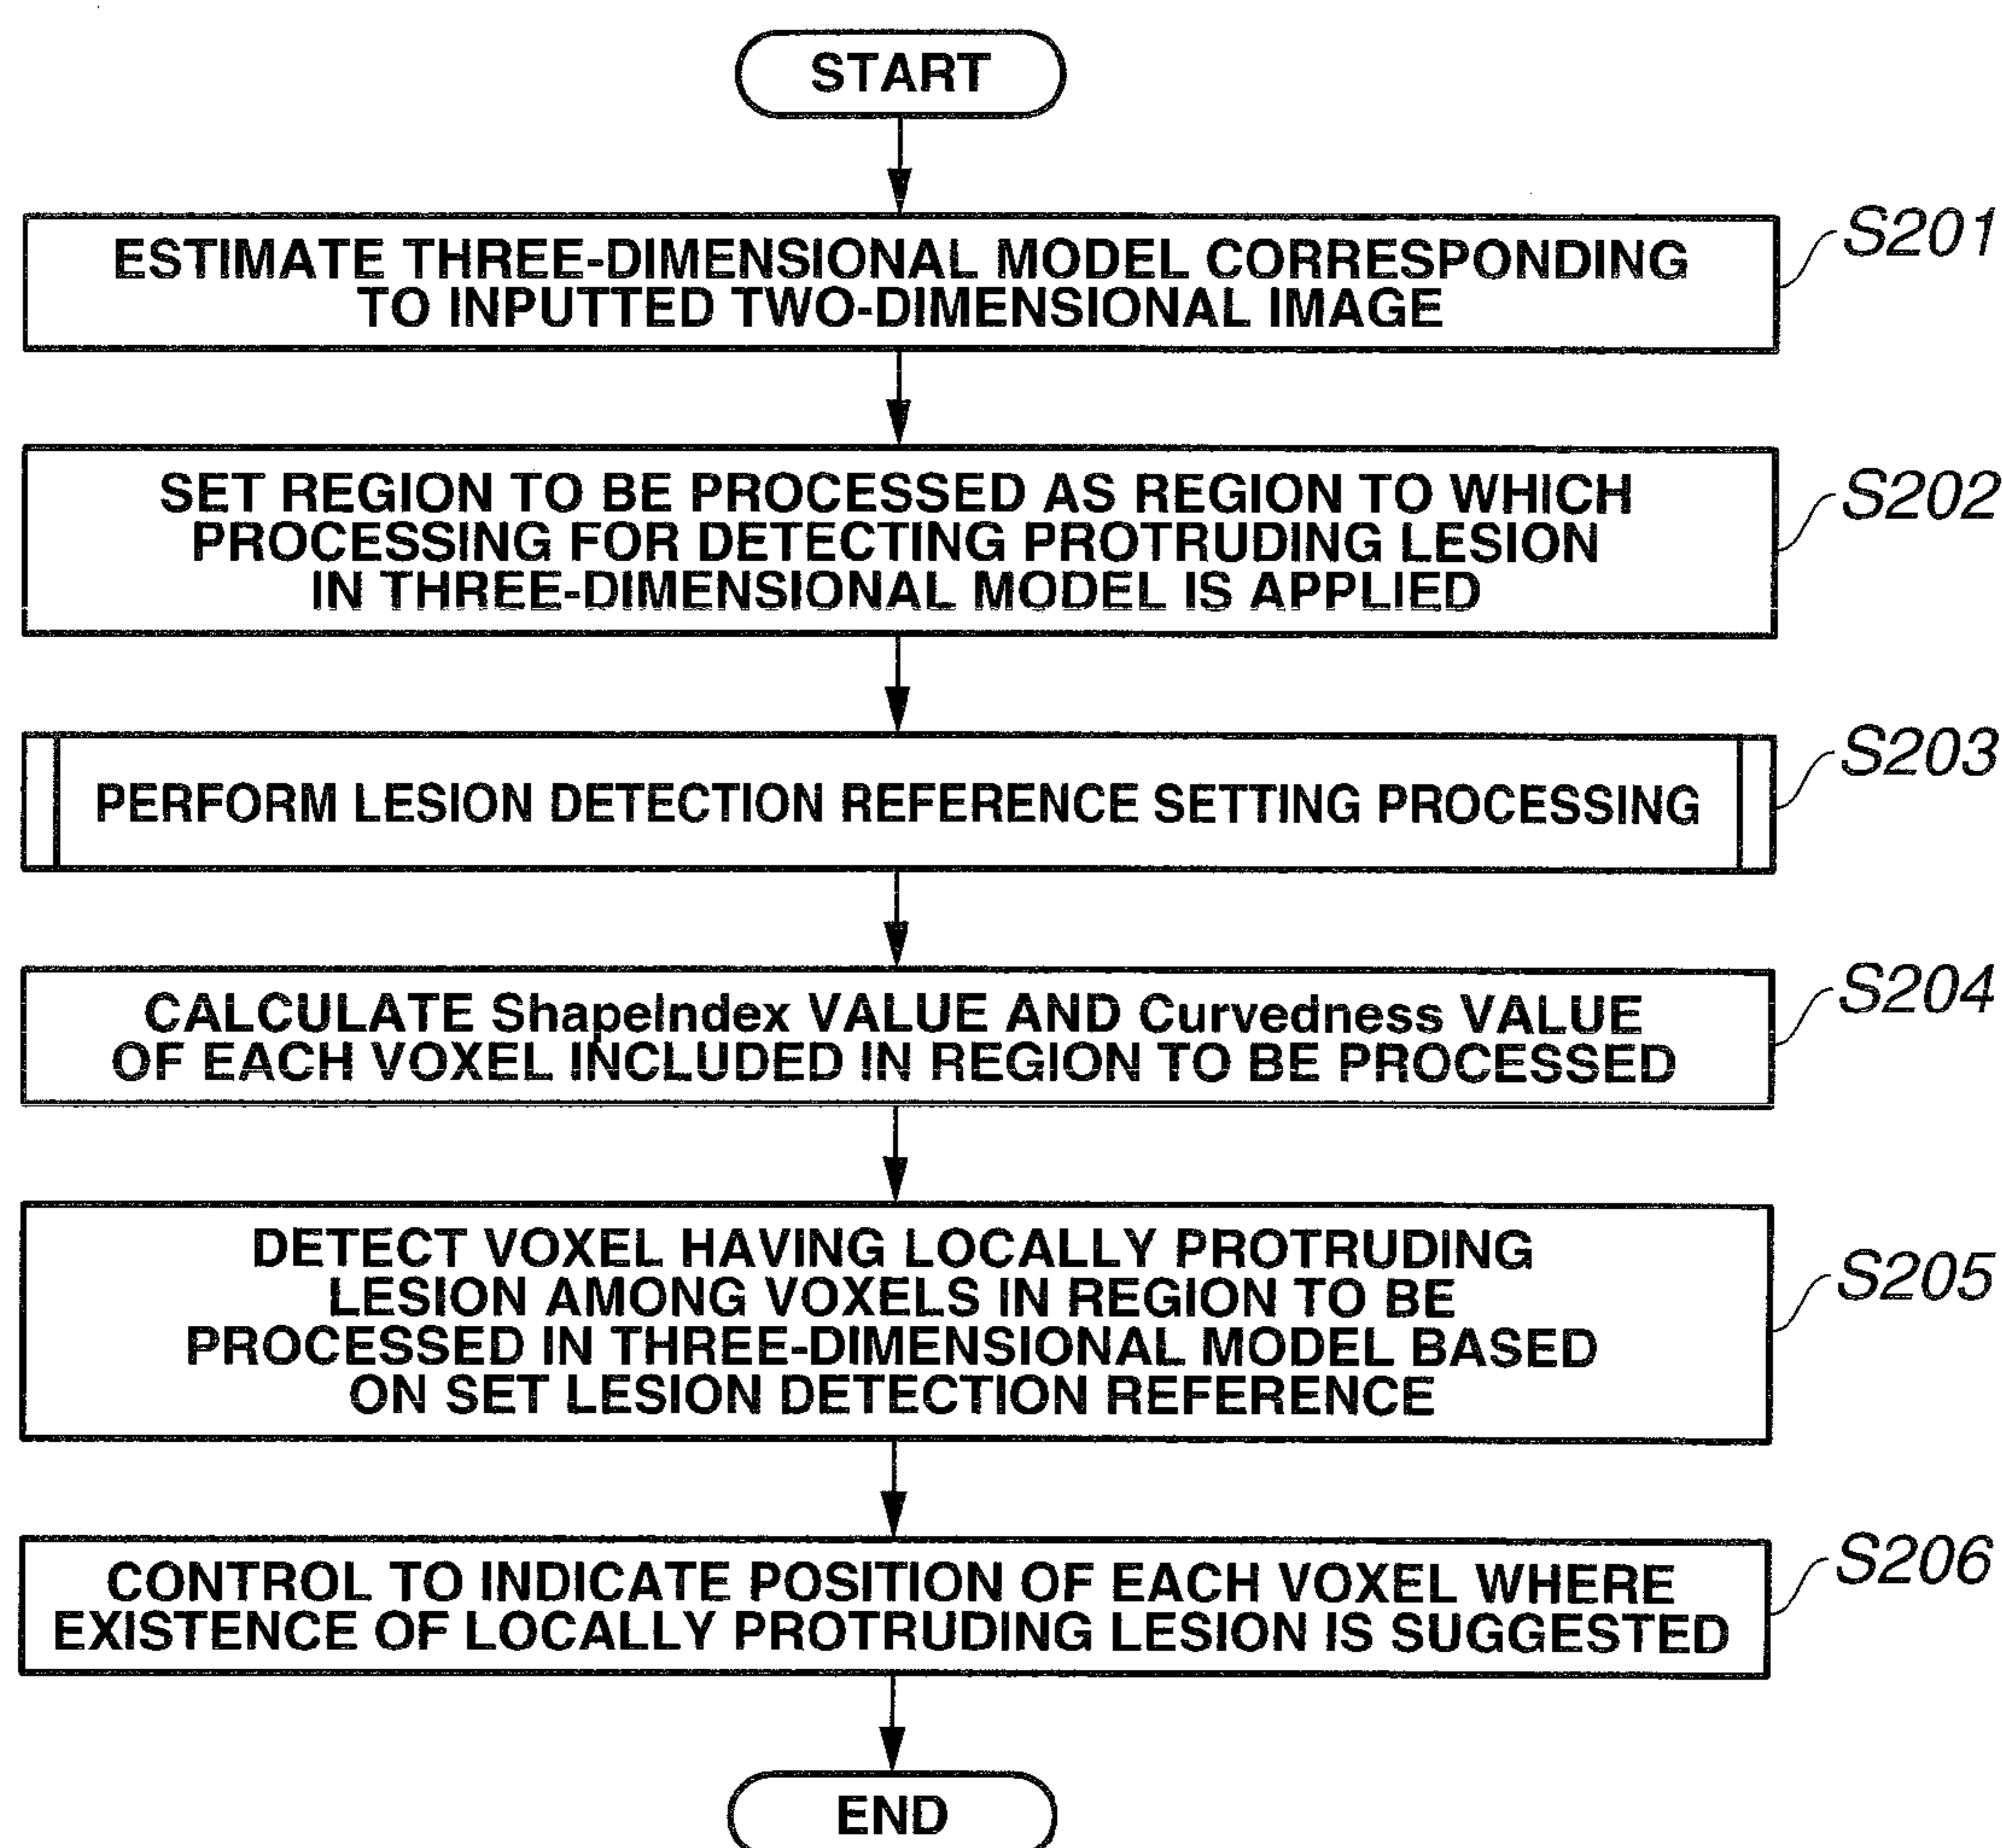 START
ESTIMATE THREE-DIMENSIONAL MODEL CORRESPONDING
TO INPUTTED TWO-DIMENSIONAL IMAGE
S201
SET REGION TO BE PROCESSED AS REGION TO WHICH
PROCESSING FOR DETECTING PROTRUDING LESION
IN THREE-DIMENSIONAL MODEL IS APPLIED
S202
PERFORM LESION DETECTION REFERENCE SETTING PROCESSING
S203
CALCULATE ShapeIndex VALUE AND Curvedness VALUE
OF EACH VOXEL INCLUDED IN REGION TO BE PROCESSED
S204
DETECT VOXEL HAVING LOCALLY PROTRUDING
LESION AMONG VOXELS IN REGION TO BE
PROCESSED IN THREE-DIMENSIONAL MODEL BASED
ON SET LESION DETECTION REFERENCE
S205
CONTROL TO INDICATE POSITION OF EACH VOXEL WHERE
EXISTENCE OF LOCALLY PROTRUDING LESION IS SUGGESTED
S206
END